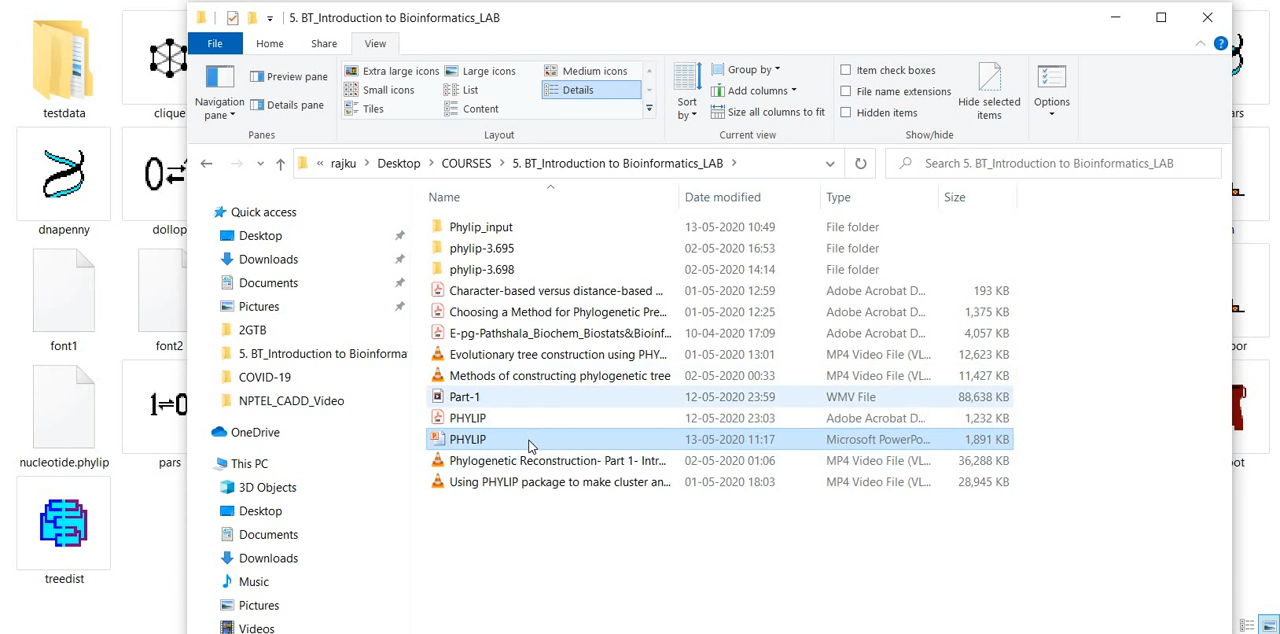 5. BT_Introduction to Bioinformatics_LAB
File Home Share View
Navigation pane
Preview pane
Details pane
Panes
Extra large icons Large icons Medium icons
Small icons List Details
Tiles Content
Layout
Sort by
Group by
Add columns
Size all columns to fit
Current view
Item check boxes
File name extensions
Hidden items
Hide selected items
Show/hide
Options
« rajku > Desktop > COURSES > 5. BT_Introduction to Bioinformatics_LAB >
Search 5. BT_Introduction to Bioinformatics_LAB
Name Date modified Type Size
Phylip_input 13-05-2020 10:49 File folder
phylip-3.695 02-05-2020 16:53 File folder
phylip-3.698 02-05-2020 14:14 File folder
Character-based versus distance-based ... 01-05-2020 12:59 Adobe Acrobat D... 193 KB
Choosing a Method for Phylogenetic Pre... 01-05-2020 12:25 Adobe Acrobat D... 1,375 KB
E-pg-Pathshala_Biochem_Biostats&Bioinf... 10-04-2020 17:09 Adobe Acrobat D... 4,057 KB
Evolutionary tree construction using PHY... 01-05-2020 13:01 MP4 Video File (VL... 12,623 KB
Methods of constructing phylogenetic tree 02-05-2020 00:33 MP4 Video File (VL... 11,427 KB
Part-1 12-05-2020 23:59 WMV File 88,638 KB
PHYLIP 12-05-2020 23:03 Adobe Acrobat D... 1,232 KB
PHYLIP 13-05-2020 11:17 Microsoft PowerPo... 1,891 KB
Phylogenetic Reconstruction- Part 1- Intr... 02-05-2020 01:06 MP4 Video File (VL... 36,288 KB
Using PHYLIP package to make cluster an... 01-05-2020 18:03 MP4 Video File (VL... 28,945 KB
Quick access
Desktop
Downloads
Documents
Pictures
2GTB
5. BT_Introduction to Bioinforma
COVID-19
NPTEL_CADD_Video
OneDrive
This PC
3D Objects
Desktop
Documents
Downloads
Music
Pictures
Videos
testdata clique
dnapenny dollop
font1 font2
nucleotide.phylip pars
treedist